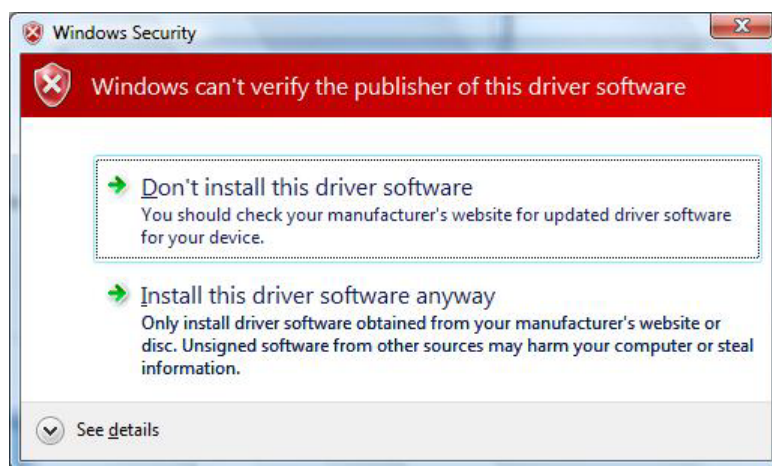 Windows Security
Windows can't verify the publisher of this driver software
Don't install this driver software
You should check your manufacturer's website for updated driver software
for your device.
Install this driver software anyway
Only install driver software obtained from your manufacturer's website or
disc. Unsigned software from other sources may harm your computer or steal
information.
See details